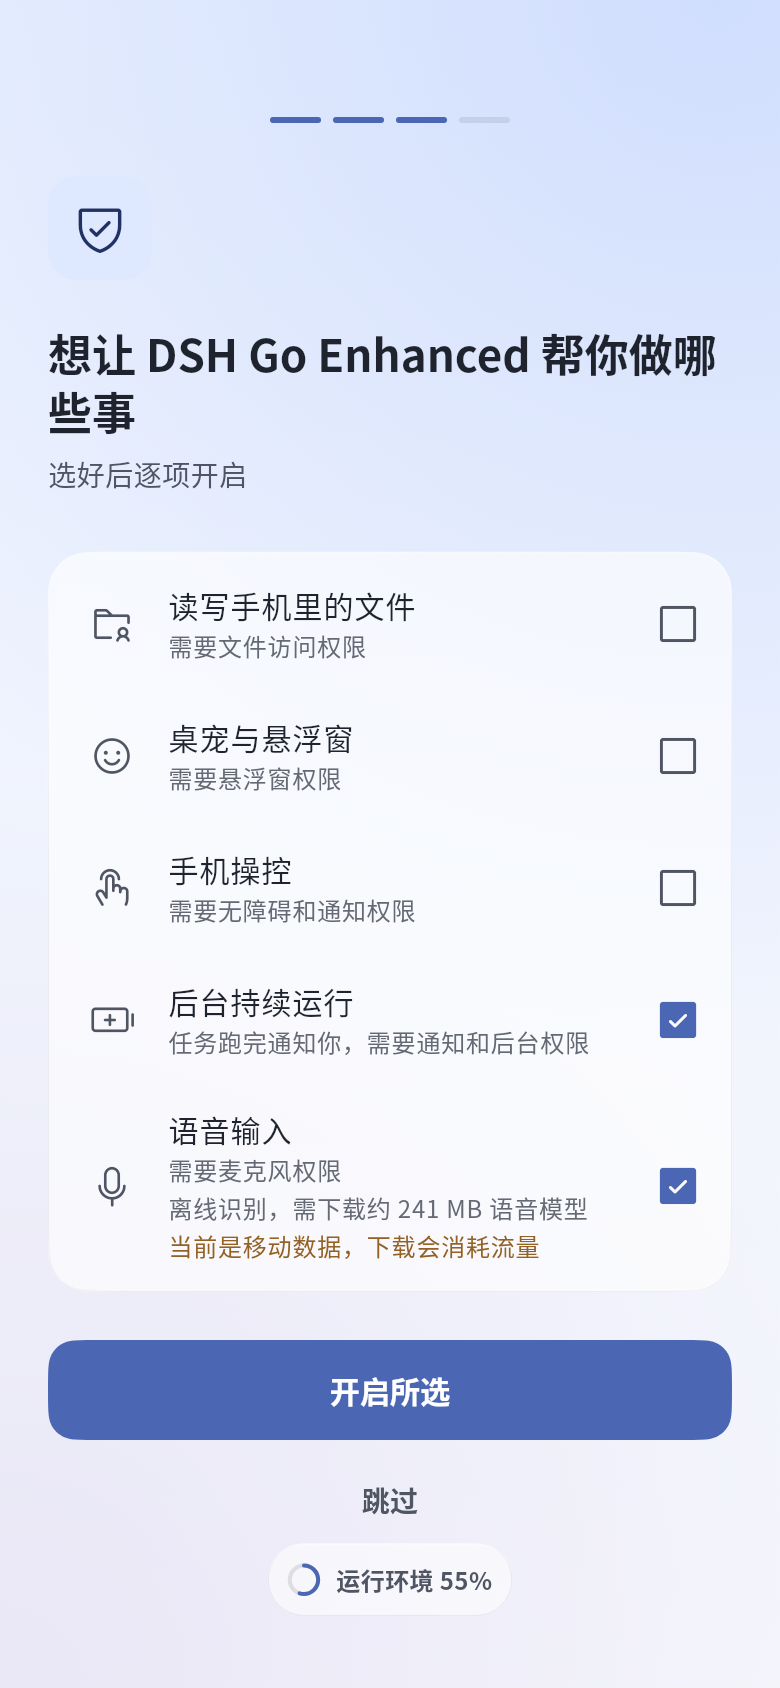 想让 DSH Go Enhanced 帮你做哪
些事
选好后逐项开启
读写手机里的文件
需要文件访问权限
桌宠与悬浮窗
需要悬浮窗权限
手机操控
需要无障碍和通知权限
后台持续运行
任务跑完通知你，需要通知和后台权限
语音输入
需要麦克风权限
离线识别，需下载约 241 MB 语音模型
当前是移动数据，下载会消耗流量
开启所选
跳过
运行环境 55%